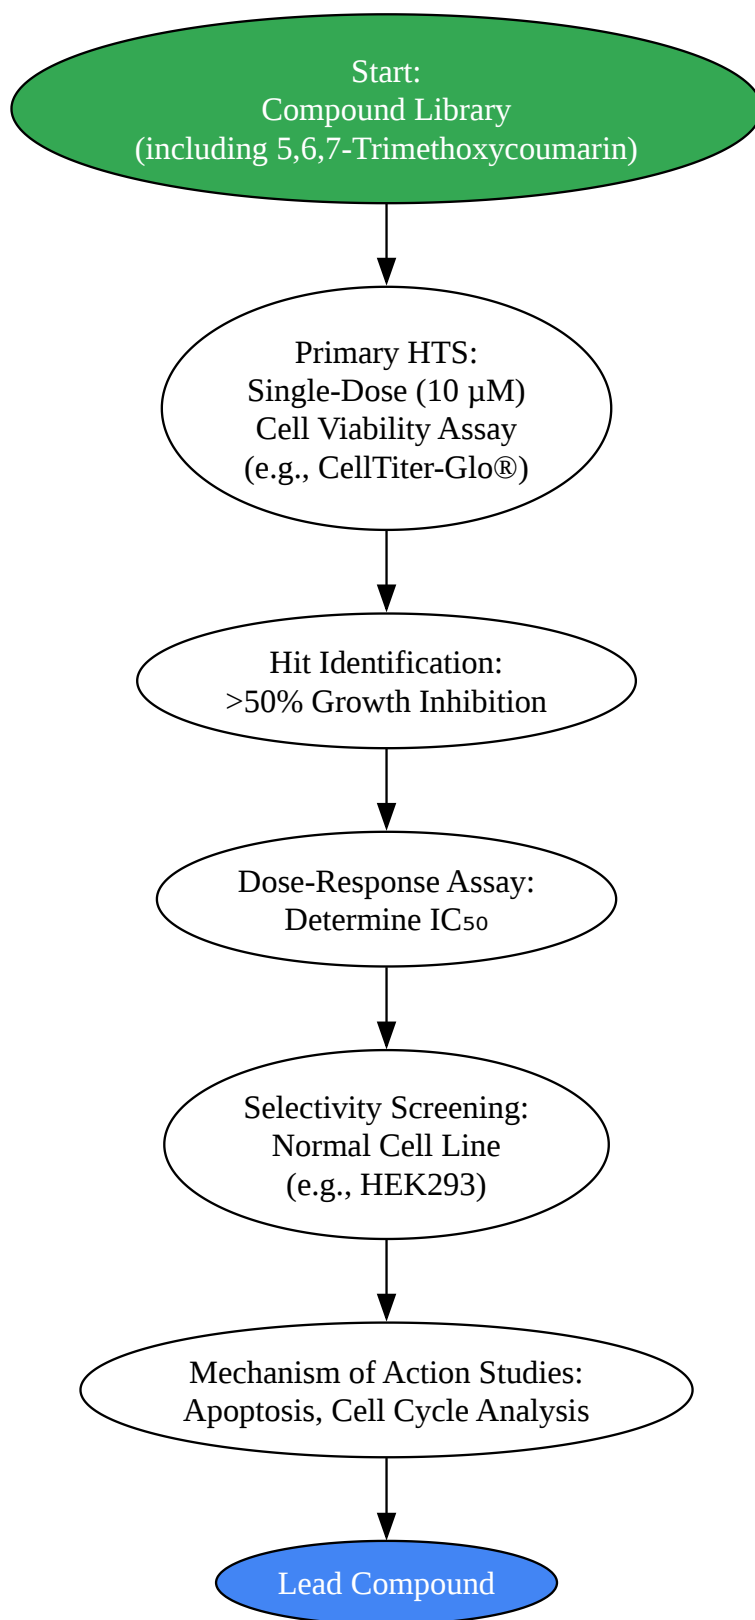 Start:
Compound Library
(including 5,6,7-Trimethoxycoumarin)
Primary HTS:
Single-Dose (10 µM)
Cell Viability Assay
(e.g., CellTiter-Glo®)
Hit Identification:
>50% Growth Inhibition
Dose-Response Assay:
Determine IC₅₀
Selectivity Screening:
Normal Cell Line
(e.g., HEK293)
Mechanism of Action Studies:
Apoptosis, Cell Cycle Analysis
Lead Compound